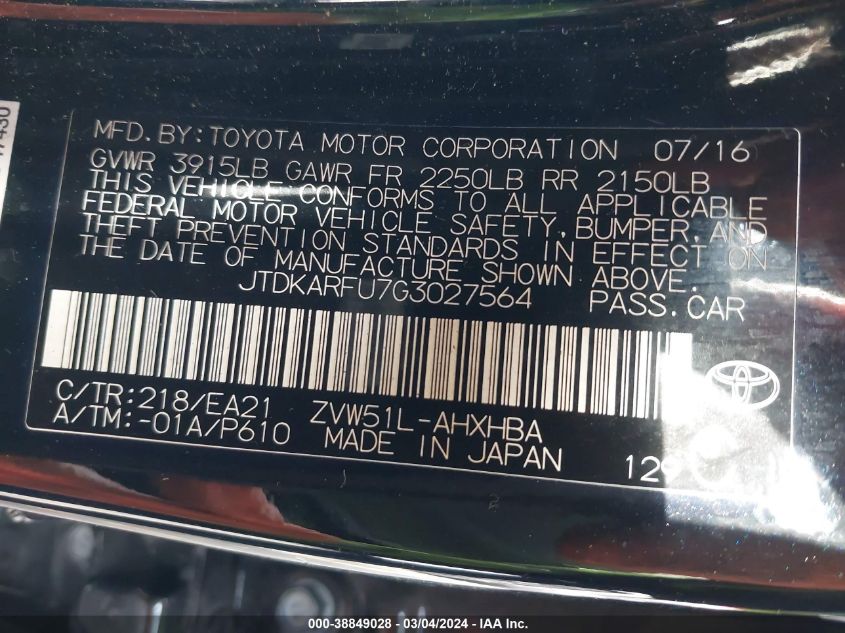 MFD.BY:TOYOTA MOTOR CORPORATION 07/16
GVWR 3915LB GAWR FR 2250LB RR 2150LB
THIS VEHICLE CONFORMS TO ALL APPLICABLE
FEDERAL MOTOR VEHICLE SAFETY,BUMPER,AND
THEFT PREVENTION STANDARDS IN EFFECT ON
THE DATE OF MANUFACTURE SHOWN ABOVE.
JTDKARFU7G3027564 PASS.CAR
C/TR:218/EA21 ZVW51L-AHXHBA
A/TM:-01A/P610 MADE IN JAPAN
000-38849028 - 03/04/2024 - IAA Inc.